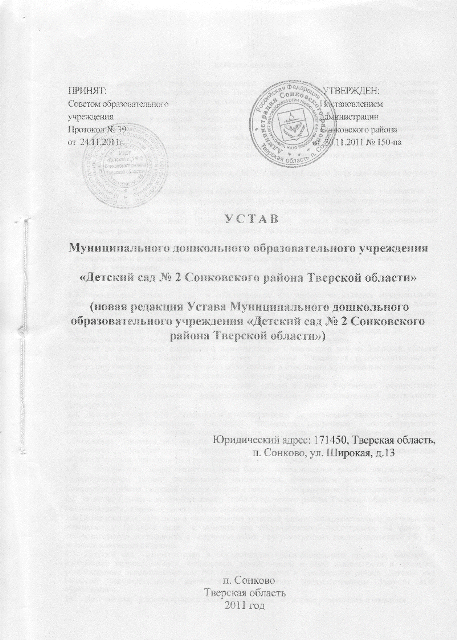 ПРИНЯТ:
Советом образовательного
учреждения
Протокол № 39
от 24.11.2011г.
УТВЕРЖДЕН:
Постановлением
администрации
Сонковского района
от 30.11.2011 № 150-па
УСТАВ
Муниципального дошкольного образовательного учреждения
«Детский сад № 2 Сонковского района Тверской области»
(новая редакция Устава Муниципального дошкольного
образовательного учреждения «Детский сад № 2 Сонковского
района Тверской области»)
Юридический адрес: 171450, Тверская область,
п. Сонково, ул. Широкая, д.13
п. Сонково
Тверская область
2011 год